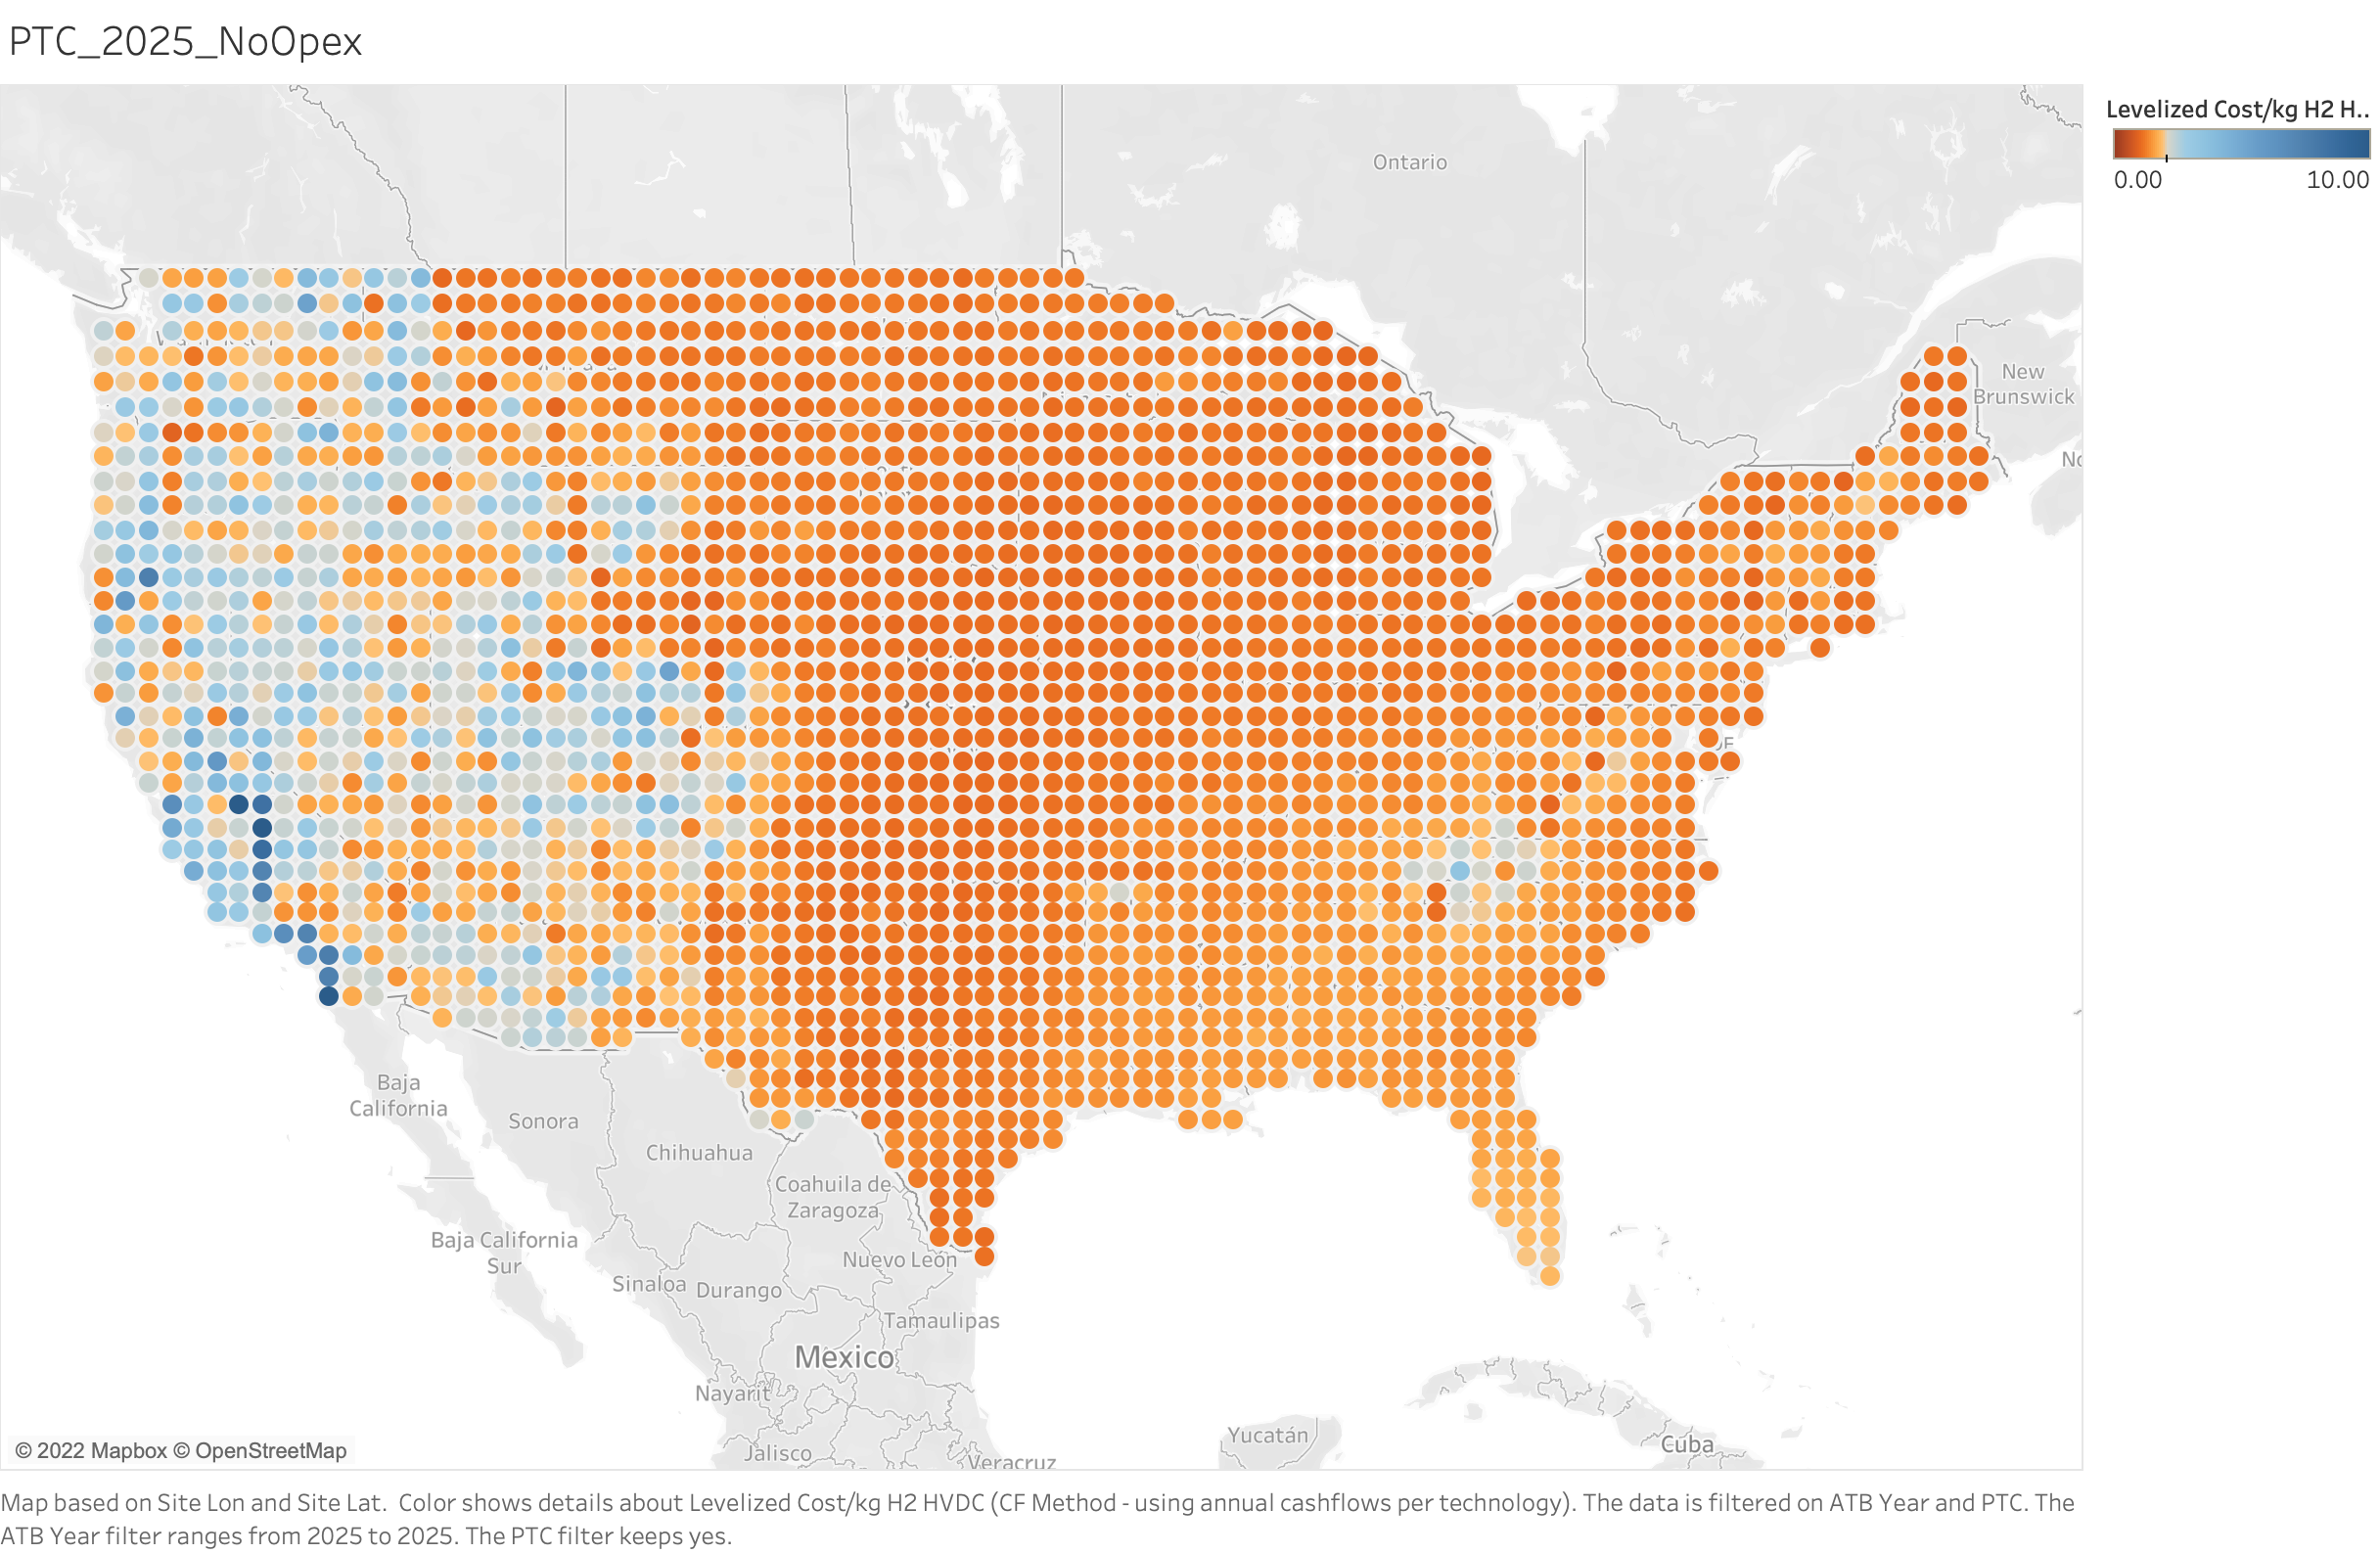 PTC_2025_NoOpex
Levelized Cost/kg H2 H..
0.00 10.00
Ontario
New
Brunswick
Baja
California
Sonora
Chihuahua
Coahuila de
Zaragoza
Baja California
Sur
Nuevo León
Sinaloa
Durango
Tamaulipas
Mexico
Nayarit
Yucatán
Cuba
Jalisco
Veracruz
© 2022 Mapbox © OpenStreetMap
Map based on Site Lon and Site Lat. Color shows details about Levelized Cost/kg H2 HVDC (CF Method - using annual cashflows per technology). The data is filtered on ATB Year and PTC. The
ATB Year filter ranges from 2025 to 2025. The PTC filter keeps yes.